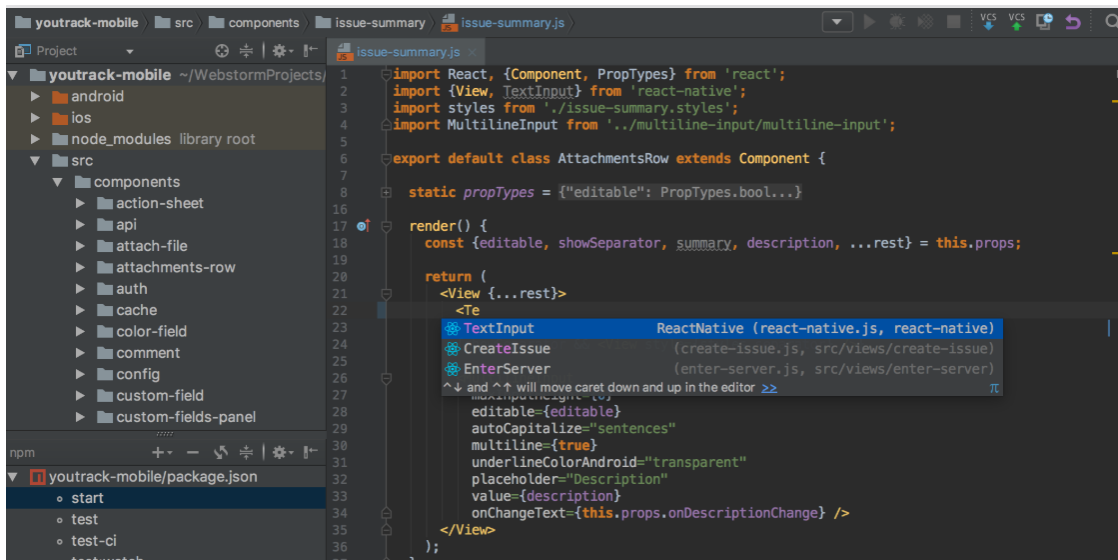 youtrack-mobile src components issue-summary issue-summary.js
VCS VCS
Project
issue-summary.js
youtrack-mobile ~/WebstormProjects/
android
ios
node_modules library root
src
components
action-sheet
api
attach-file
attachments-row
auth
cache
color-field
comment
config
custom-field
custom-fields-panel
npm
youtrack-mobile/package.json
start
test
test-ci
1 import React, {Component, PropTypes} from 'react';
2 import {View, TextInput} from 'react-native';
3 import styles from './issue-summary.styles';
4 import MultilineInput from '../multiline-input/multiline-input';
5
6 export default class AttachmentsRow extends Component {
7
8 static propTypes = {"editable": PropTypes.bool...}
16
17 render() {
18 const {editable, showSeparator, summary, description, ...rest} = this.props;
19
20 return (
21 <View {...rest}>
22 <Te
23 TextInput ReactNative (react-native.js, react-native)
24 CreateIssue (create-issue.js, src/views/create-issue)
25 EnterServer (enter-server.js, src/views/enter-server)
26 ^↓ and ^↑ will move caret down and up in the editor >> π
27
28 editable={editable}
29 autoCapitalize="sentences"
30 multiline={true}
31 underlineColorAndroid="transparent"
32 placeholder="Description"
33 value={description}
34 onChangeText={this.props.onDescriptionChange} />
35 </View>
36 );